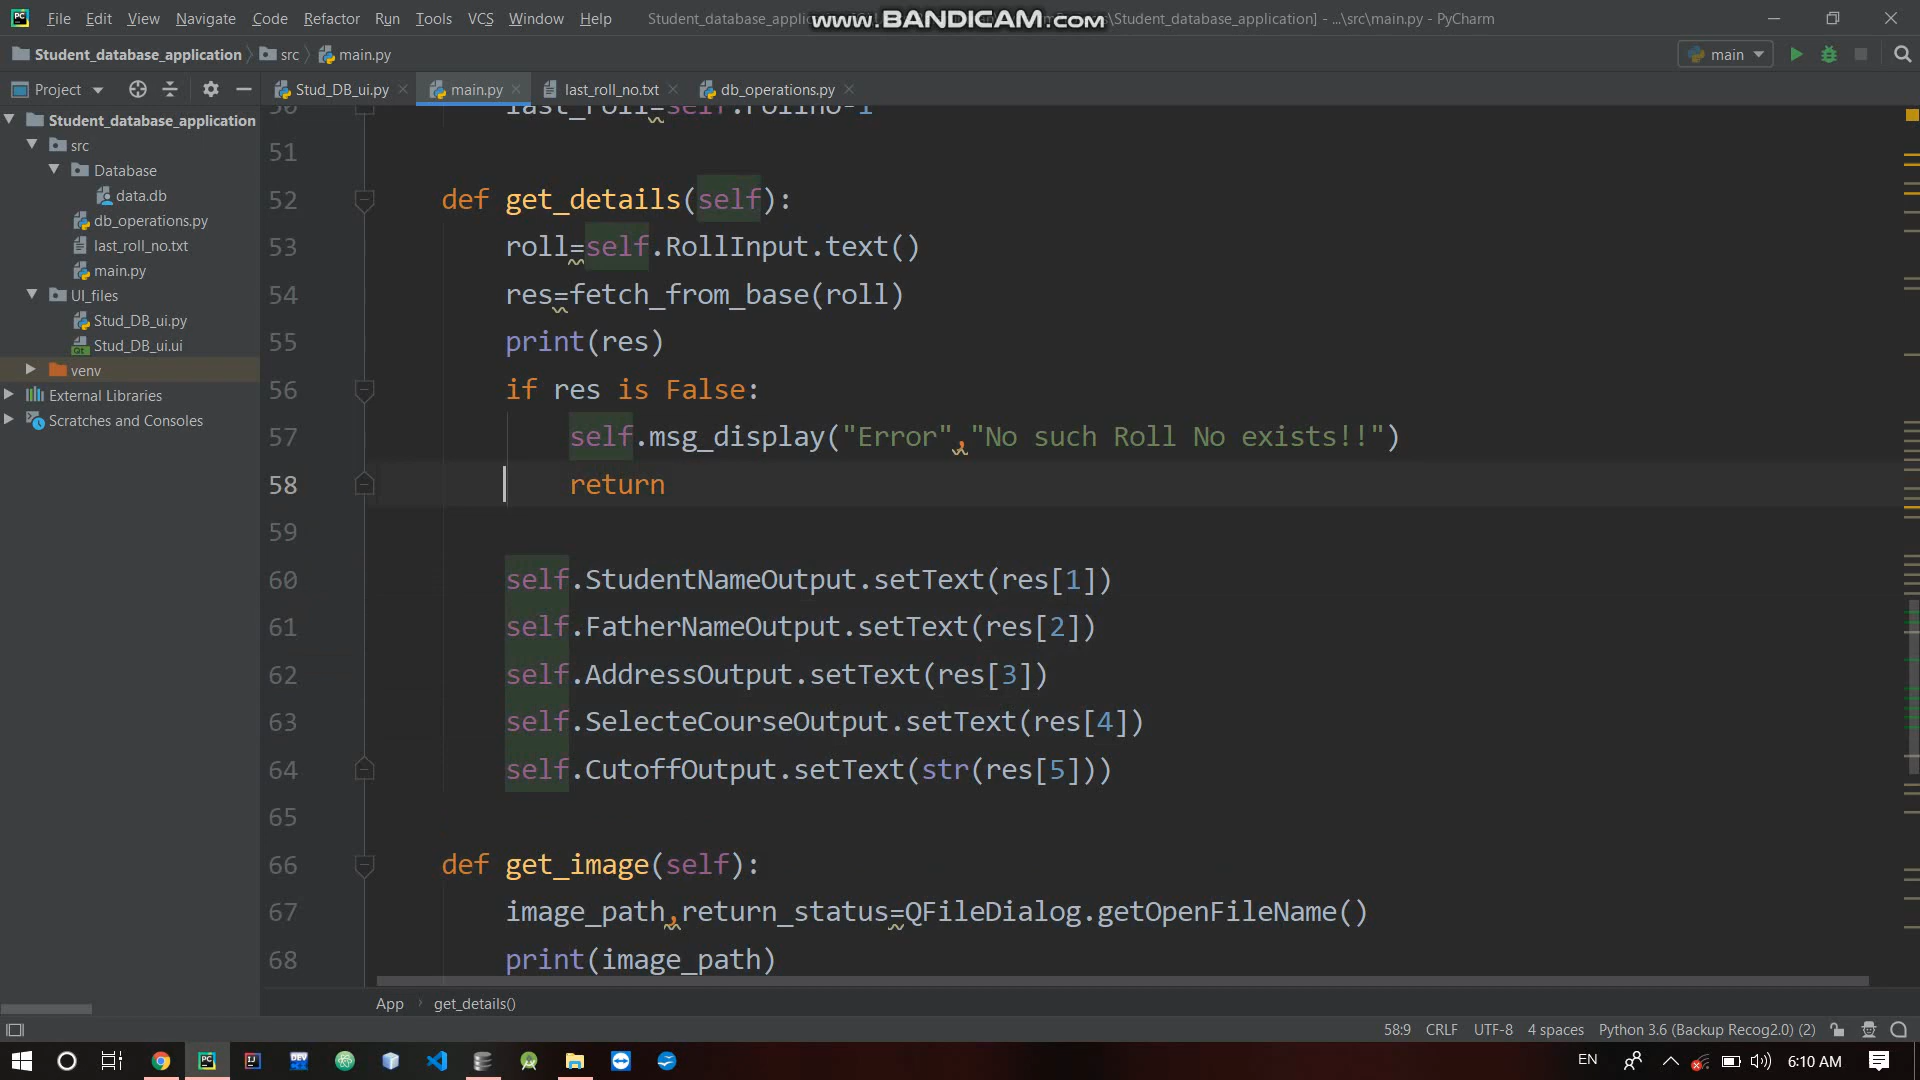 File Edit View Navigate Code Refactor Run Tools VCS Window Help Student_database_application \Student_database_application] - ...\src\main.py - PyCharm
www.BANDICAM.com
Student_database_application src main.py main
Project Stud_DB_ui.py main.py last_roll_no.txt db_operations.py
Student_database_application
src
Database
data.db
db_operations.py
last_roll_no.txt
main.py
UI_files
Stud_DB_ui.py
Stud_DB_ui.ui
venv
External Libraries
Scratches and Consoles
50 last_roll=self.rollno-1
51
52 def get_details(self):
53 roll=self.RollInput.text()
54 res=fetch_from_base(roll)
55 print(res)
56 if res is False:
57 self.msg_display("Error","No such Roll No exists!!")
58 return
59
60 self.StudentNameOutput.setText(res[1])
61 self.FatherNameOutput.setText(res[2])
62 self.AddressOutput.setText(res[3])
63 self.SelecteCourseOutput.setText(res[4])
64 self.CutoffOutput.setText(str(res[5]))
65
66 def get_image(self):
67 image_path,return_status=QFileDialog.getOpenFileName()
68 print(image_path)
App get_details()
58:9 CRLF UTF-8 4 spaces Python 3.6 (Backup Recog2.0) (2)
EN 6:10 AM